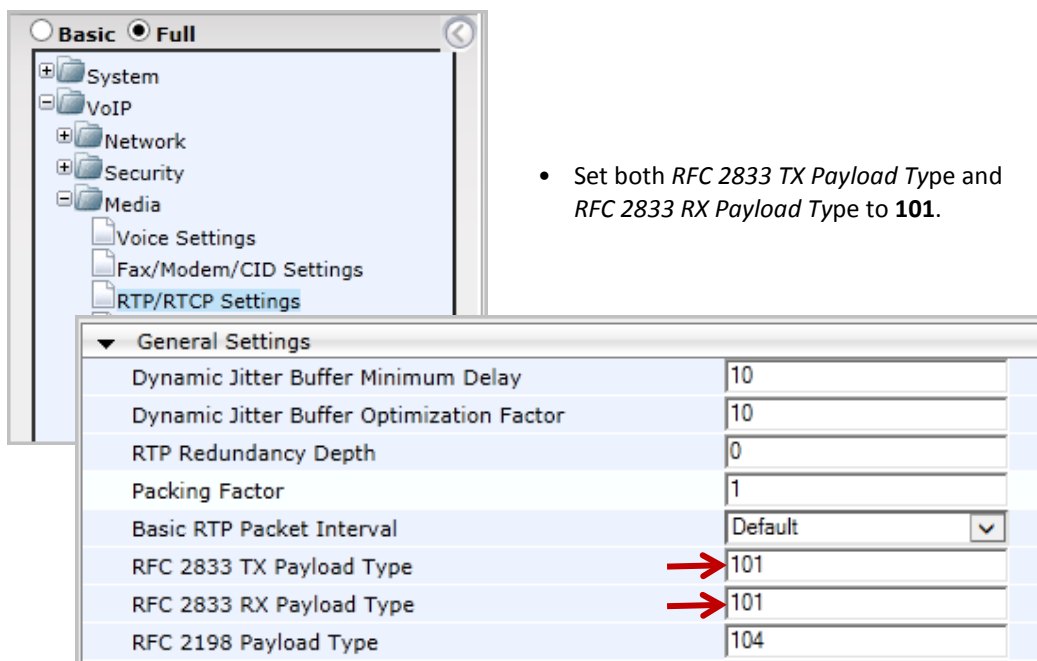 Basic Full
System
VoIP
Network
Security
Media
Voice Settings
Fax/Modem/CID Settings
RTP/RTCP Settings
• Set both RFC 2833 TX Payload Type and
RFC 2833 RX Payload Type to 101.
General Settings
Dynamic Jitter Buffer Minimum Delay 10
Dynamic Jitter Buffer Optimization Factor 10
RTP Redundancy Depth 0
Packing Factor 1
Basic RTP Packet Interval Default
RFC 2833 TX Payload Type 101
RFC 2833 RX Payload Type 101
RFC 2198 Payload Type 104